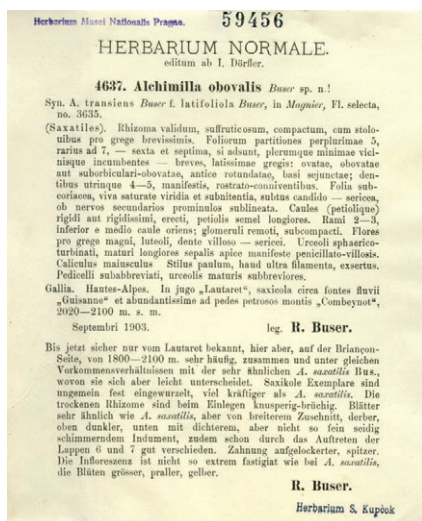 Herbarium Musei Nationalis Pragae.
59456
HERBARIUM NORMALE.
editum ab I. Dörfler.
4637. Alchimilla obovalis Buser sp. n.!
Syn. A. transiens Buser f. latifoliola Buser, in Magnier, Fl. selecta,
no. 3635.
(Saxatiles). Rhizoma validum, suffruticosum, compactum, cum stolo-
nibus pro grege brevissimis. Foliorum partitiones perplurimae 5,
rarius ad 7, — sexta et septima, si adsunt, plerumque minimae vici-
nisque incumbentes — breves, latissimae gregis: ovatae, obovatae
aut suborbiculari-obovatae, antice rotundatae, basi sejunctae; den-
tibus utrinque 4—5, manifestis, rostrato-conniventibus. Folia sub-
coriacea, viva saturate viridia et subnitentia, subtus candido — sericea,
ob nervos secundarios prominulos sublineata. Caules (petiolique)
rigidi aut rigidissimi, erecti, petiolis semel longiores. Rami 2—3,
inferior e medio caule oriens; glomeruli remoti, subcompacti. Flores
pro grege magni, luteoli, dente villoso — sericei. Urceoli sphaerico-
turbinati, maturi longiores sepalis apice manifeste penicillato-villosis.
Caliculus maiusculus Stilus paulum, haud ultra filamenta, exsertus.
Pedicelli subabbreviati, urceolis maturis subbreviores.
Gallia. Hautes-Alpes. In jugo „Lautaret“, saxicola circa fontes fluvii
„Guisanne“ et abundantissime ad pedes petrosos montis „Combeynot“,
2020—2100 m. s. m.
Septembri 1903. leg. R. Buser.
Bis jetzt sicher nur vom Lautaret bekannt, hier aber, auf der Briançon-
Seite, von 1800—2100 m. sehr häufig, zusammen und unter gleichen
Vorkommensverhältnissen mit der sehr ähnlichen A. saxatilis Bus.,
wovon sie sich aber leicht unterscheidet. Saxikole Exemplare sind
ungemein fest eingewurzelt, viel kräftiger als A. saxatilis. Die
trockenen Rhizome sind beim Einlegen knusperig-brüchig. Blätter
sehr ähnlich wie A. saxatilis, aber von breiterem Zuschnitt, derber,
oben dunkler, unten mit dichterem, aber nicht so fein seidig
schimmerndem Indument, zudem schon durch das Auftreten der
Lappen 6 und 7 gut verschieden. Zahnung aufgelockerter, spitzer.
Die Infloreszenz ist nicht so extrem fastigiat wie bei A. saxatilis,
die Blüten grösser, praller, gelber.
R. Buser.
Herbarium S. Kupčok